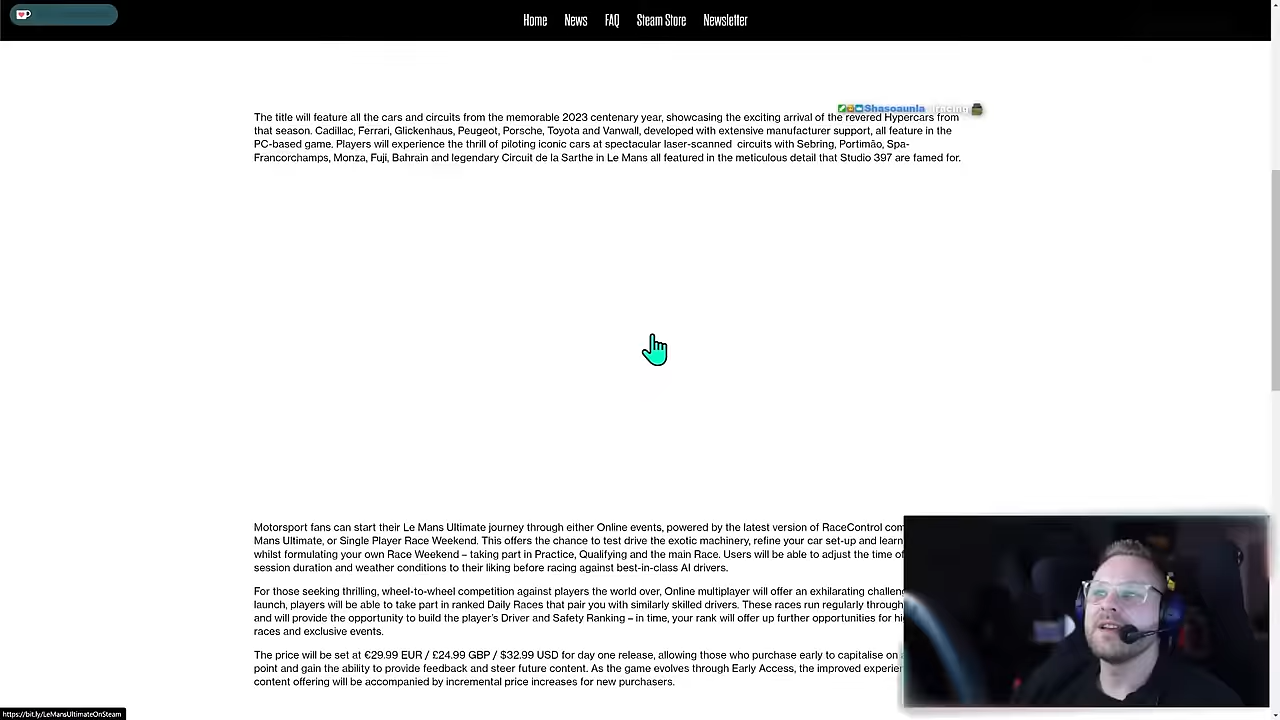 Home News FAQ Steam Store Newsletter
Shasoaunla iracing
The title will feature all the cars and circuits from the memorable 2023 centenary year, showcasing the exciting arrival of the revered Hypercars from
that season. Cadillac, Ferrari, Glickenhaus, Peugeot, Porsche, Toyota and Vanwall, developed with extensive manufacturer support, all feature in the
PC-based game. Players will experience the thrill of piloting iconic cars at spectacular laser-scanned circuits with Sebring, Portimão, Spa-
Francorchamps, Monza, Fuji, Bahrain and legendary Circuit de la Sarthe in Le Mans all featured in the meticulous detail that Studio 397 are famed for.
Motorsport fans can start their Le Mans Ultimate journey through either Online events, powered by the latest version of RaceControl
Mans Ultimate, or Single Player Race Weekend. This offers the chance to test drive the exotic machinery, refine your car set-up and learn
whilst formulating your own Race Weekend – taking part in Practice, Qualifying and the main Race. Users will be able to adjust the time of
session duration and weather conditions to their liking before racing against best-in-class AI drivers.
For those seeking thrilling, wheel-to-wheel competition against players the world over, Online multiplayer will offer an exhilarating
launch, players will be able to take part in ranked Daily Races that pair you with similarly skilled drivers. These races run regularly through
and will provide the opportunity to build the player's Driver and Safety Ranking – in time, your rank will offer up further opportunities for
races and exclusive events.
The price will be set at €29.99 EUR / £24.99 GBP / $32.99 USD for day one release, allowing those who purchase early to capitalise on
point and gain the ability to provide feedback and steer future content. As the game evolves through Early Access, the improved
content offering will be accompanied by incremental price increases for new purchasers.
https://bit.ly/LeMansUltimateOnSteam